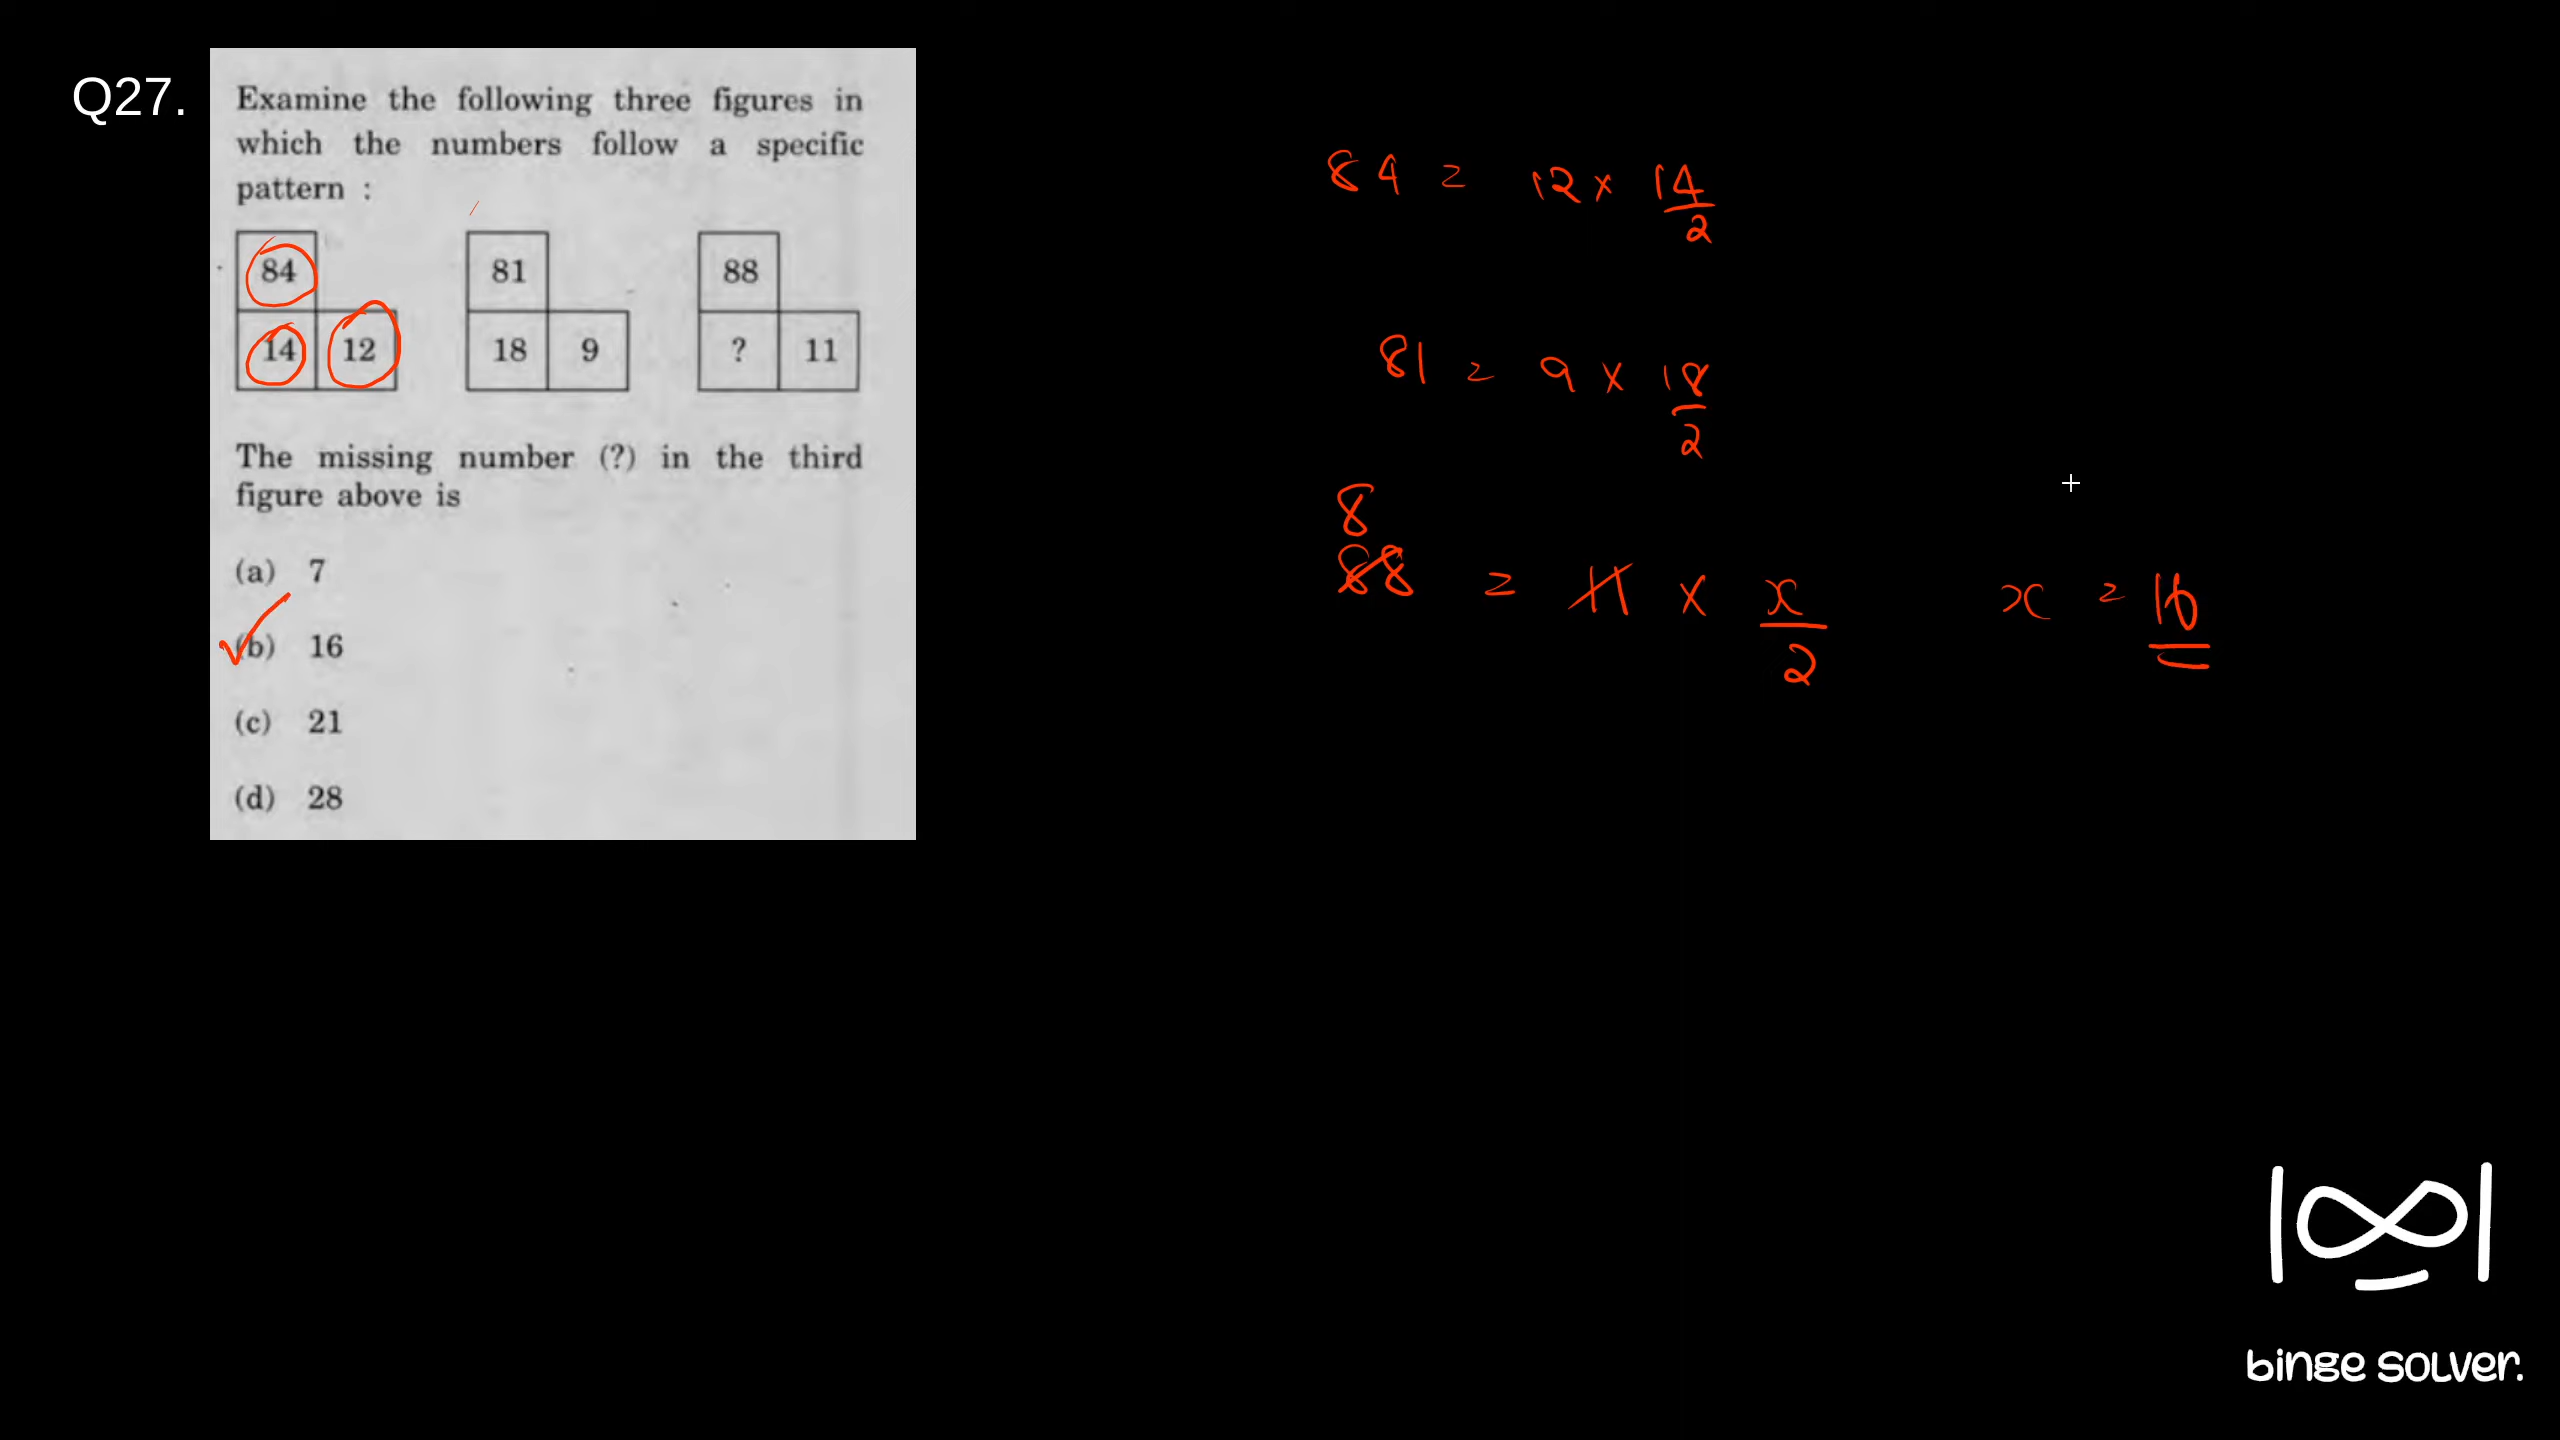 Q27.
Examine the following three figures in
which the numbers follow a specific
pattern :
84
14 12
81
18 9
88
? 11
The missing number (?) in the third
figure above is
(a) 7
(b) 16
(c) 21
(d) 28
84 = 12 × 14/2
81 = 9 × 18/2
8
88 = 11 × x/2 x = 16
binge solver.